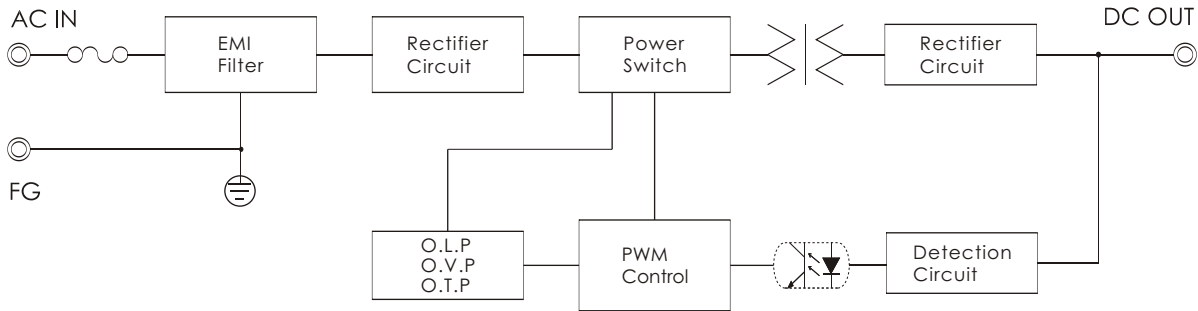 AC IN
EMI
Filter
Rectifier
Circuit
Power
Switch
Rectifier
Circuit
DC OUT
FG
O.L.P
O.V.P
O.T.P
PWM
Control
Detection
Circuit